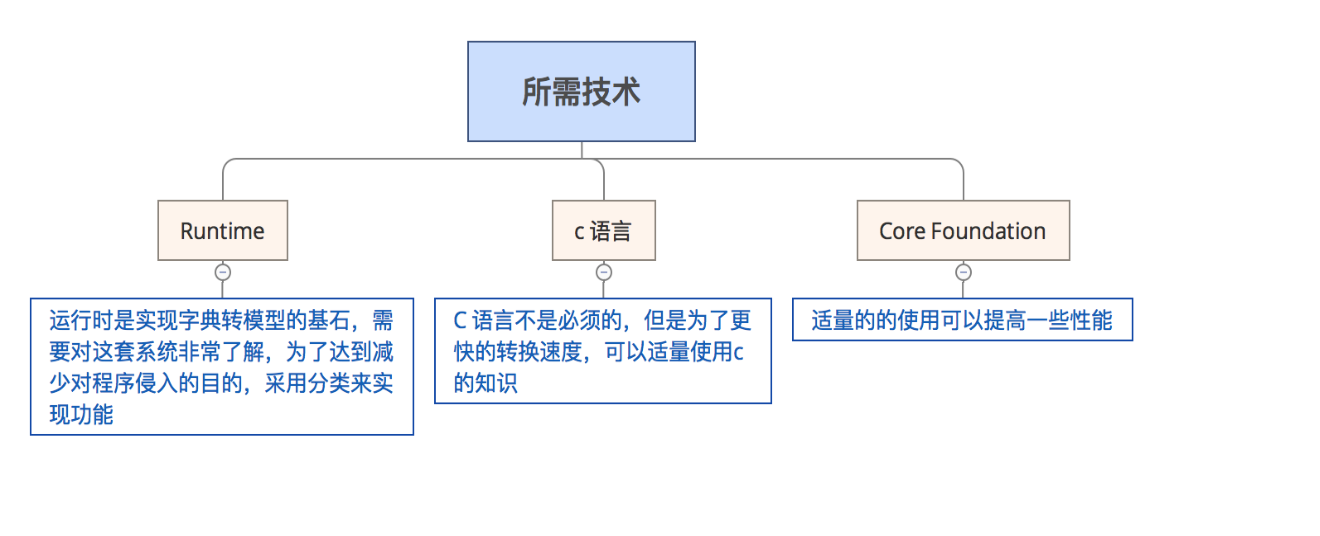 所需技术
Runtime
c 语言
Core Foundation
运行时是实现字典转模型的基石，需
要对这套系统非常了解，为了达到减
少对程序侵入的目的，采用分类来实
现功能
C 语言不是必须的，但是为了更
快的转换速度，可以适量使用c
的知识
适量的的使用可以提高一些性能